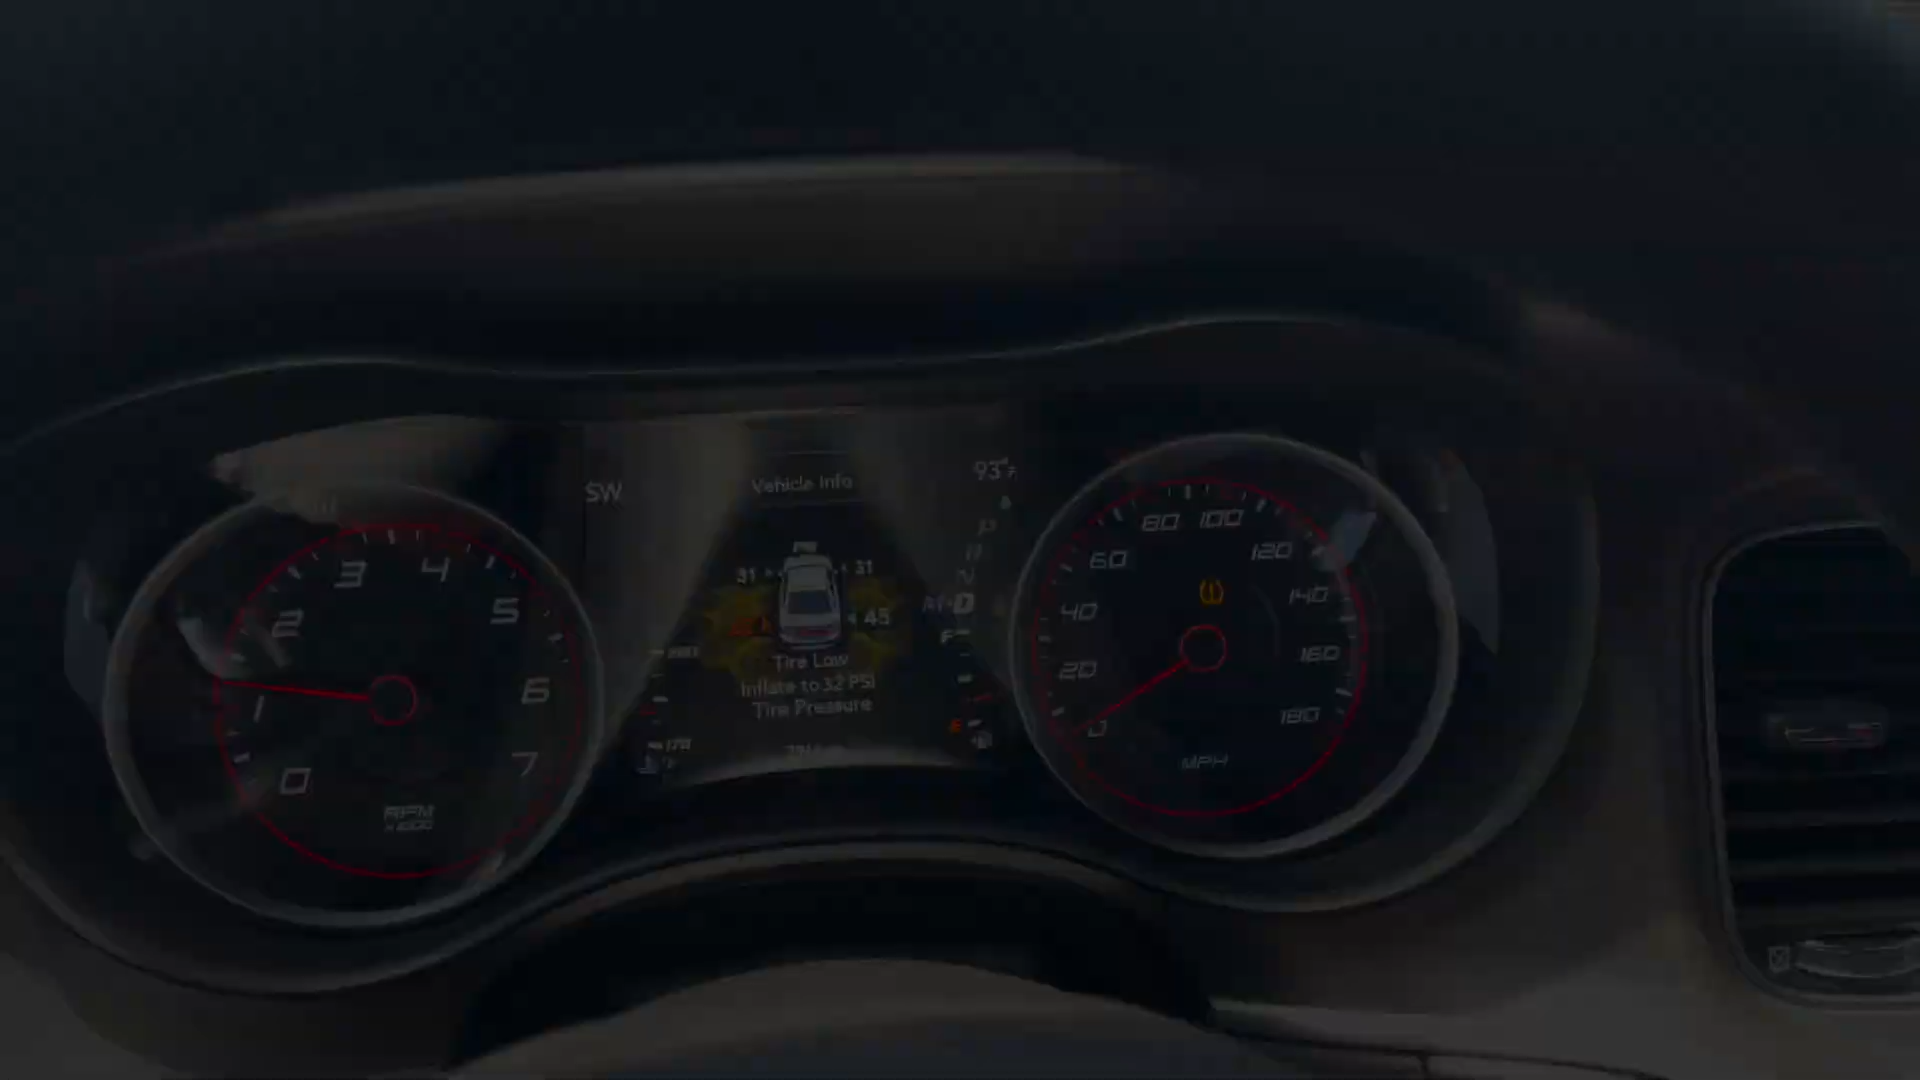 SW
Vehicle Info
93°F
31
31
45
Tire Low
Inflate to 32 PSI
Tire Pressure
D
F
0
1
2
3
4
5
6
7
RPM
x1000
0
20
40
60
80
100
120
140
160
180
MPH